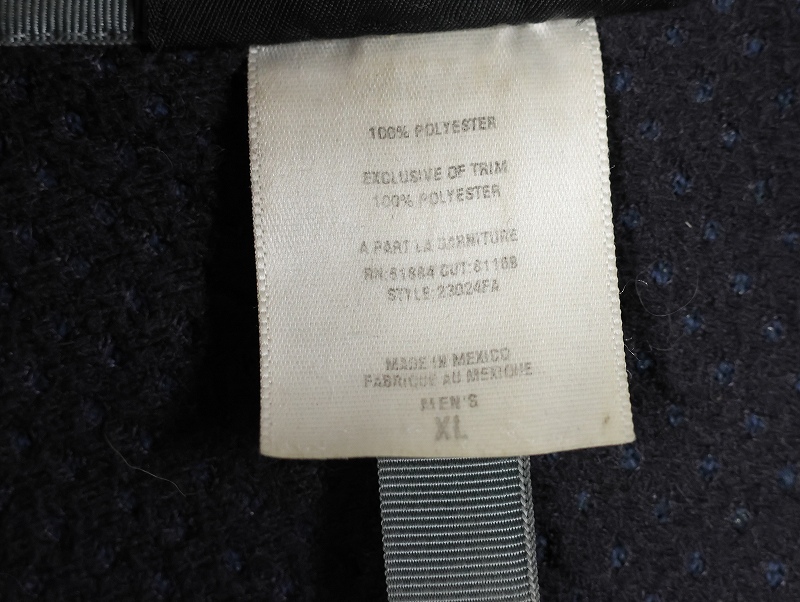 100% POLYESTER
EXCLUSIVE OF TRIM
100% POLYESTER
A PART LA GARNITURE
RN:51884 CUT:61168
STYLE:23024FA
MADE IN MEXICO
FABRIQUE AU MEXIQUE
MEN'S
XL